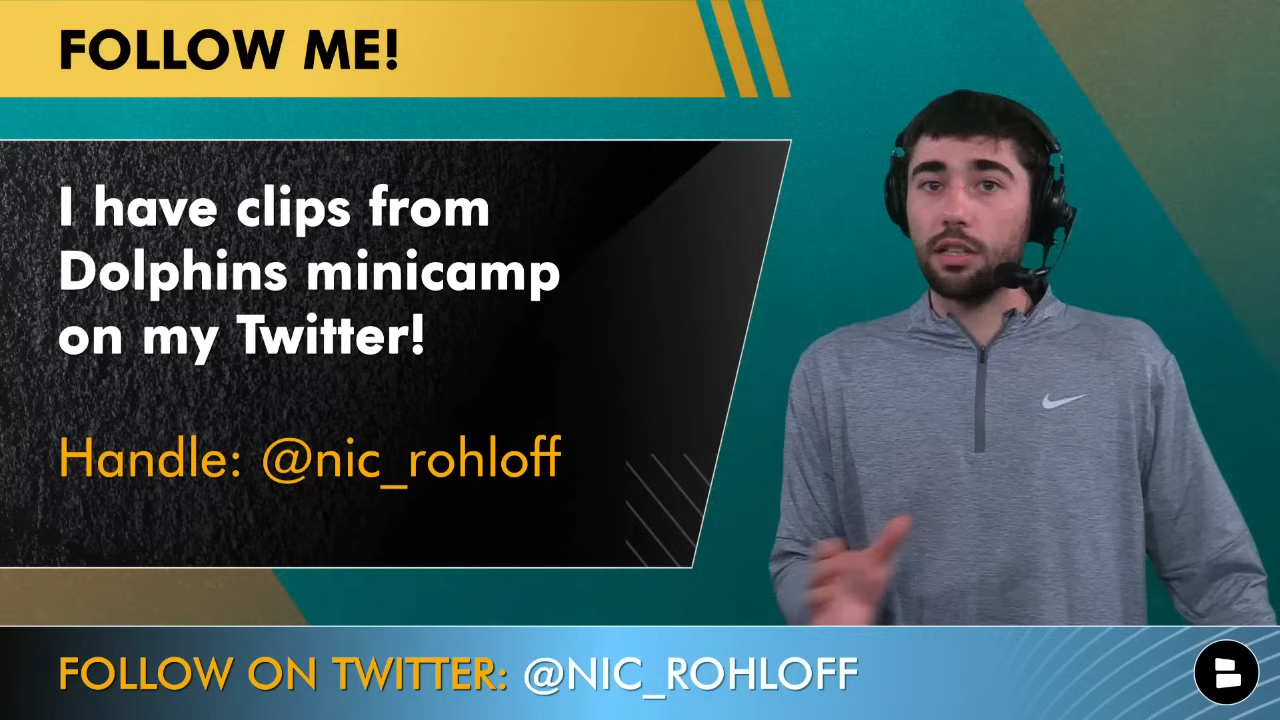 FOLLOW ME!
I have clips from
Dolphins minicamp
on my Twitter!
Handle: @nic_rohloff
FOLLOW ON TWITTER: @NIC_ROHLOFF